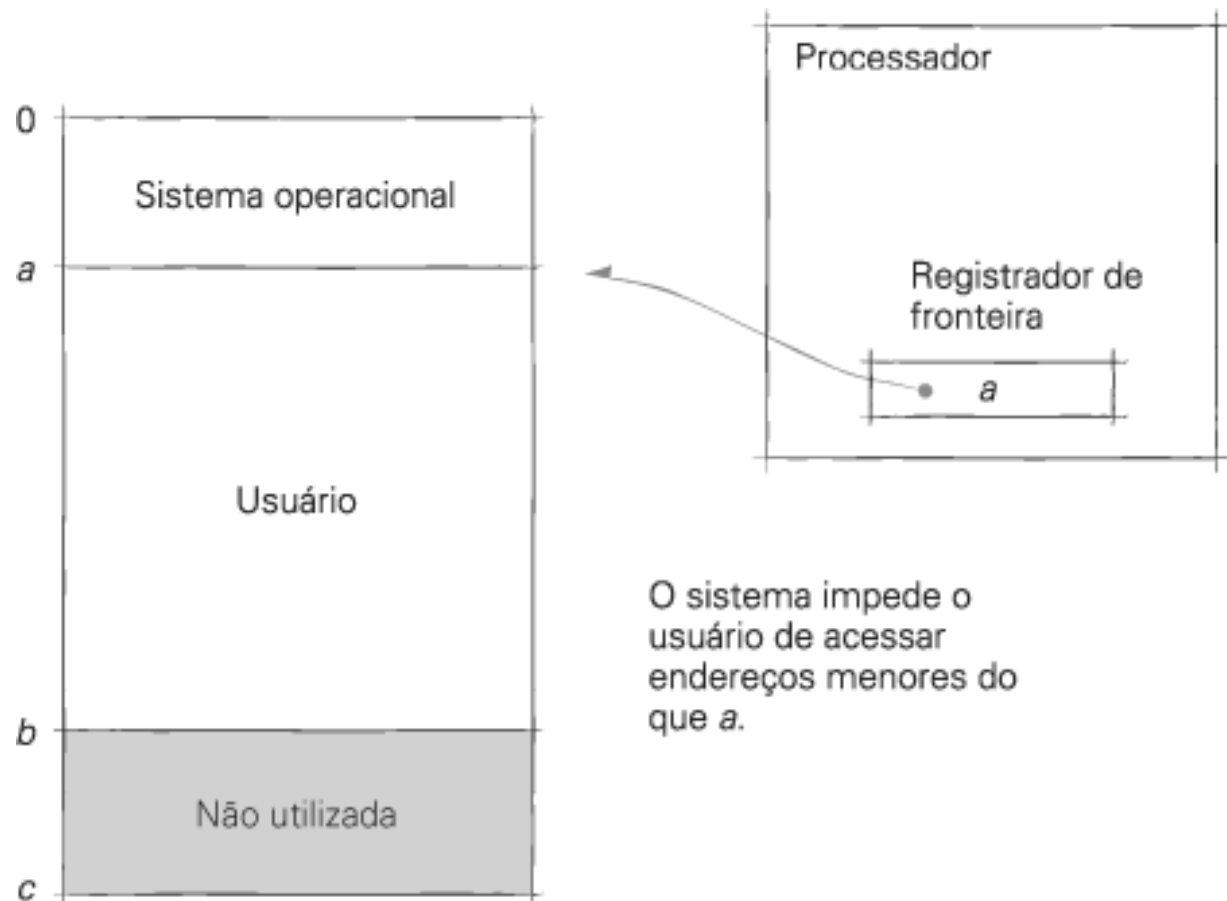 Processador
0
Sistema operacional
a
Registrador de
fronteira
a
Usuário
O sistema impede o
usuário de acessar
endereços menores do
que a.
b
Não utilizada
c